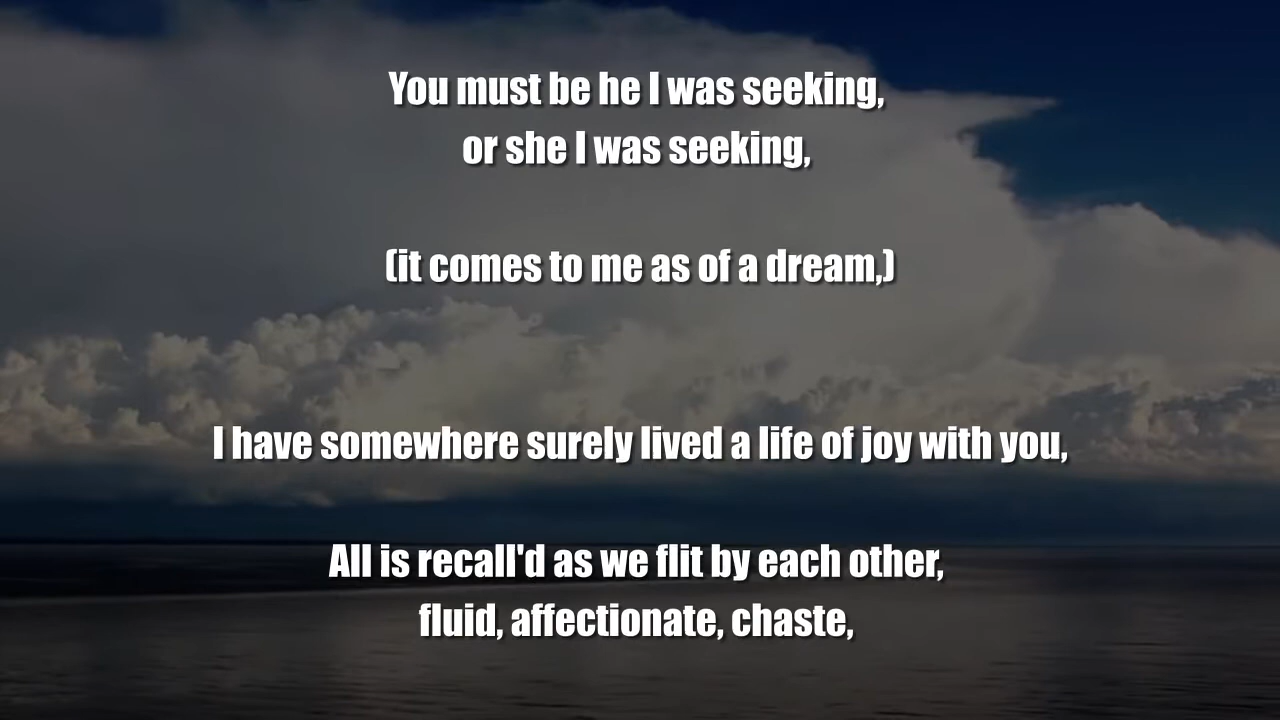 You must be he I was seeking,
or she I was seeking,
(it comes to me as of a dream,)
I have somewhere surely lived a life of joy with you,
All is recall'd as we flit by each other,
fluid, affectionate, chaste,